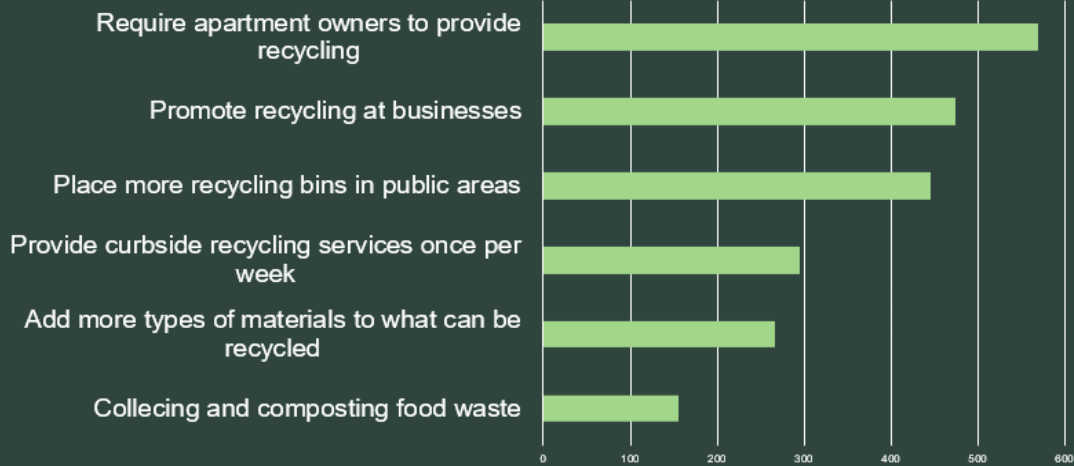 Require apartment owners to provide
recycling
Promote recycling at businesses
Place more recycling bins in public areas
Provide curbside recycling services once per
week
Add more types of materials to what can be
recycled
Collecing and composting food waste
0 100 200 300 400 500 600